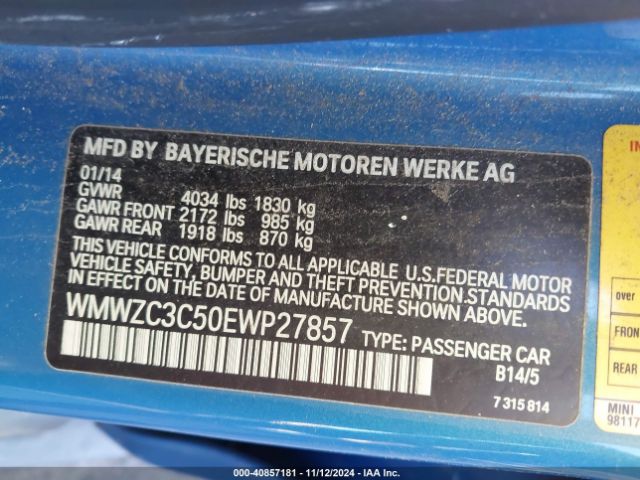 MFD BY BAYERISCHE MOTOREN WERKE AG
01/14
GVWR 4034 lbs 1830 kg
GAWR FRONT 2172 lbs 985 kg
GAWR REAR 1918 lbs 870 kg
THIS VEHICLE CONFORMS TO ALL APPLICABLE U.S.FEDERAL MOTOR
VEHICLE SAFETY, BUMPER AND THEFT PREVENTION STANDARDS
IN EFFECT ON THE DATE OF MANUFACTURE SHOWN ABOVE.
WMWZC3C50EWP27857 TYPE: PASSENGER CAR
B14/5
7 315 814
over
FRON
REAR
MINI
98117
000-40857181 - 11/12/2024 - IAA Inc.